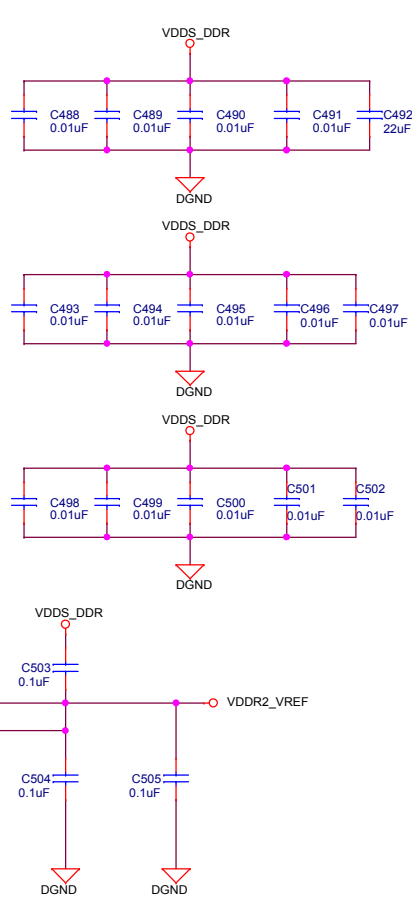 VDDS_DDR
C488 C489 C490 C491 C492
0.01uF 0.01uF 0.01uF 0.01uF 22uF
DGND
VDDS_DDR
C493 C494 C495 C496 C497
0.01uF 0.01uF 0.01uF 0.01uF 0.01uF
DGND
VDDS_DDR
C498 C499 C500 C501 C502
0.01uF 0.01uF 0.01uF 0.01uF 0.01uF
DGND
VDDS_DDR
C503
0.1uF
VDDR2_VREF
C504 C505
0.1uF 0.1uF
DGND DGND